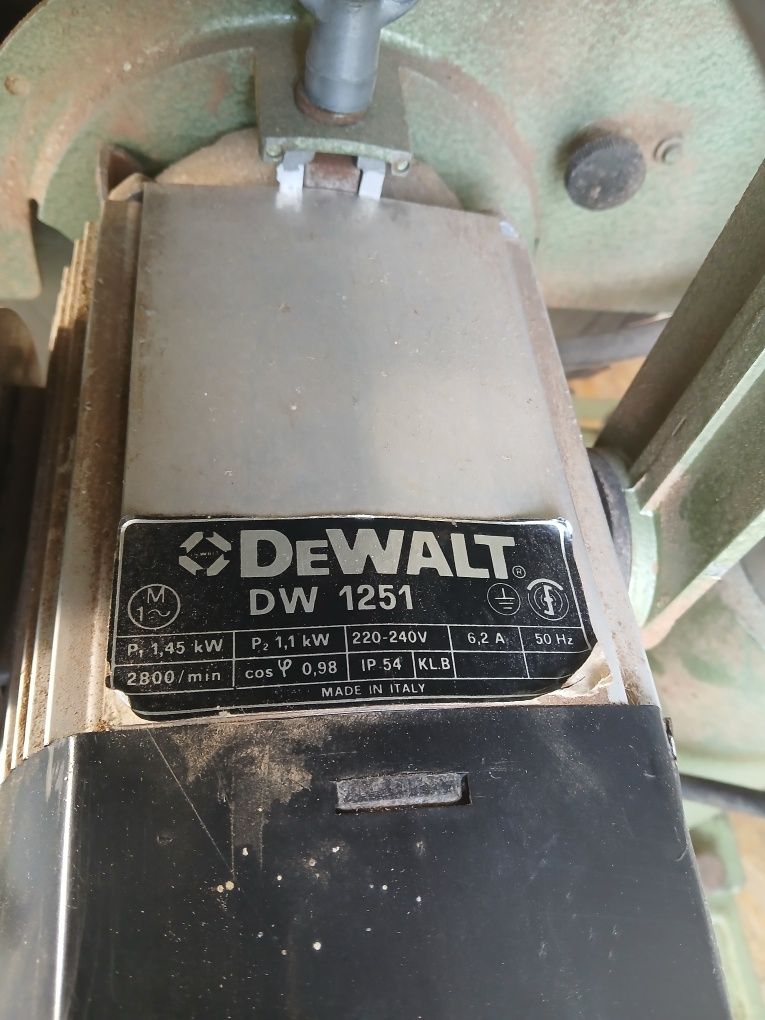 DEWALT®
DW 1251
M
1~
P₁ 1,45 kW P₂ 1,1 kW 220-240V 6,2 A 50 Hz
2800/min cos φ 0,98 IP 54 KL.B
MADE IN ITALY